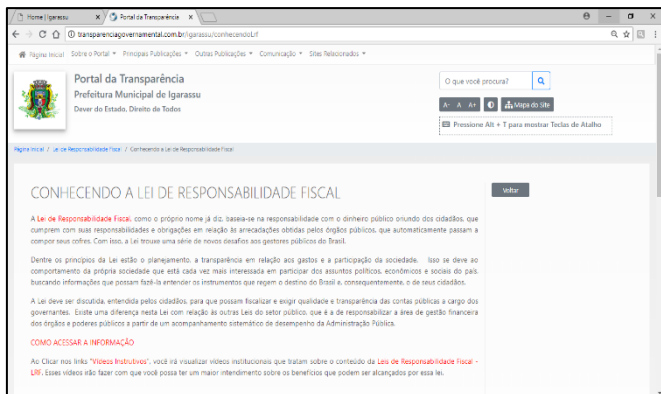 Home | Igarassu
Portal da Transparência
transparenciagovernamental.com.br/igarassu/conhecendoLrf
Página Inicial Sobre o Portal Principais Publicações Outras Publicações Comunicação Sites Relacionados
Portal da Transparência
Prefeitura Municipal de Igarassu
Dever do Estado, Direito de Todos
O que você procura?
A- A A+ Mapa do Site
Pressione Alt + T para mostrar Teclas de Atalho
Página Inicial / Lei de Responsabilidade Fiscal / Conhecendo a Lei de Responsabilidade Fiscal
CONHECENDO A LEI DE RESPONSABILIDADE FISCAL
Voltar
A Lei de Responsabilidade Fiscal, como o próprio nome já diz, baseia-se na responsabilidade com o dinheiro público oriundo dos cidadãos, que
cumprem com suas responsabilidades e obrigações em relação às arrecadações obtidas pelos órgãos públicos, que automaticamente passam a
compor seus cofres. Com isso, a Lei trouxe uma série de novos desafios aos gestores públicos do Brasil.
Dentre os princípios da Lei estão o planejamento, a transparência em relação aos gastos e a participação da sociedade. Isso se deve ao
comportamento da própria sociedade que está cada vez mais interessada em participar dos assuntos políticos, econômicos e sociais do país,
buscando informações que possam fazê-la entender os instrumentos que regem o destino do Brasil e, consequentemente, o de seus cidadãos.
A Lei deve ser discutida, entendida pelos cidadãos, para que possam fiscalizar e exigir qualidade e transparência das contas públicas a cargo dos
governantes. Existe uma diferença nesta Lei com relação às outras Leis do setor público, que é a de responsabilizar a área de gestão financeira
dos órgãos e poderes públicos a partir de um acompanhamento sistemático de desempenho da Administração Pública.
COMO ACESSAR A INFORMAÇÃO
Ao Clicar nos links "Vídeos Instrutivos", você irá visualizar vídeos institucionais que tratam sobre o conteúdo da Leis de Responsabilidade Fiscal -
LRF. Esses vídeos irão fazer com que você possa ter um maior intendimento sobre os benefícios que podem ser alcançados por essa lei.